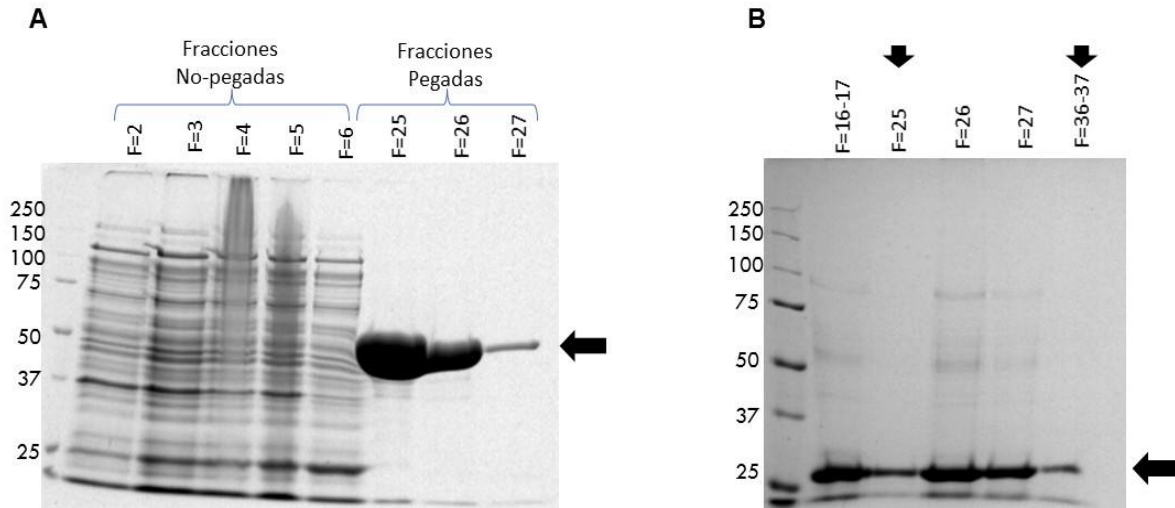 A
Fracciones
No-pegadas
Fracciones
Pegadas
F=2
F=3
F=4
F=5
F=6
F=25
F=26
F=27
250
150
100
75
50
37
25
B
F=16-17
F=25
F=26
F=27
F=36-37
250
150
100
75
50
37
25